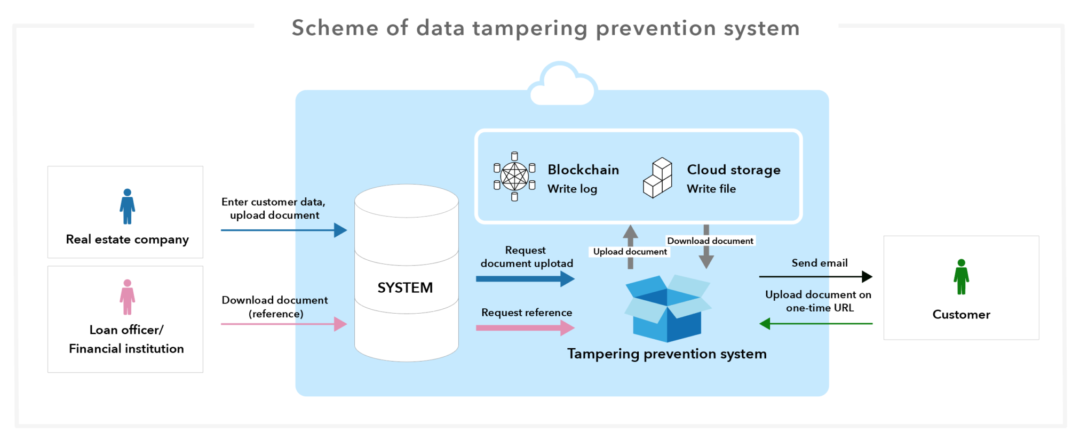 Scheme of data tampering prevention system
Blockchain
Write log
Cloud storage
Write file
Real estate company
Enter customer data,
upload document
Loan officer/
Financial institution
Download document
(reference)
SYSTEM
Request
document uplotad
Request reference
Upload document
Download document
Tampering prevention system
Send email
Upload document on
one-time URL
Customer